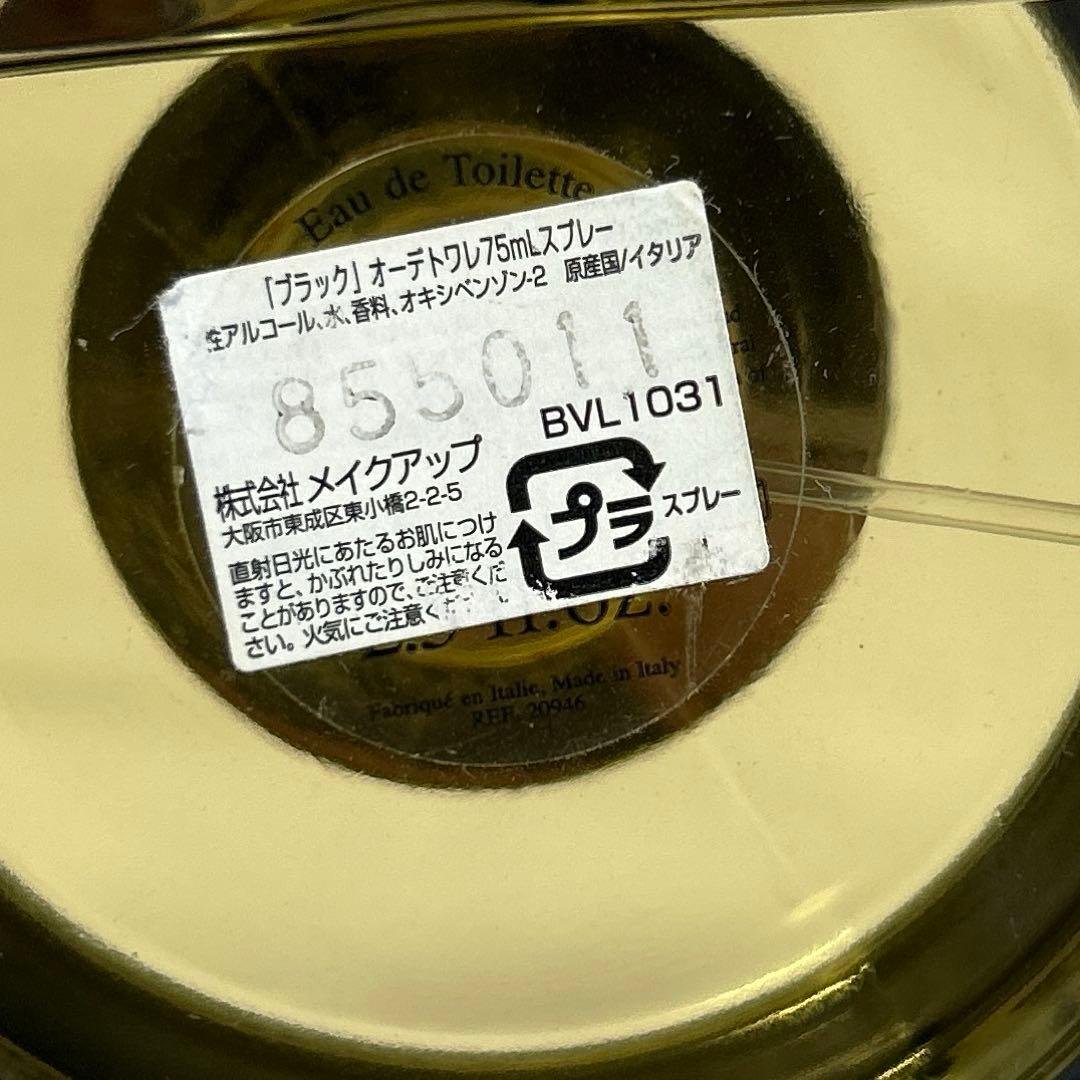 Eau de Toilette
「ブラック」オーデトワレ75mLスプレー
性アルコール、水、香料、オキシベンゾン-2 原産国/イタリア
855011
BVL1031
株式会社 メイクアップ
大阪市東成区東小橋2-2-5
プラ
スプレー
直射日光にあたるお肌につけ
ますと、かぶれたりしみになる
ことがありますので、ご注意くだ
さい。火気にご注意く
fl.oz.
Fabriqué en Italie, Made in Italy
REF. 20946